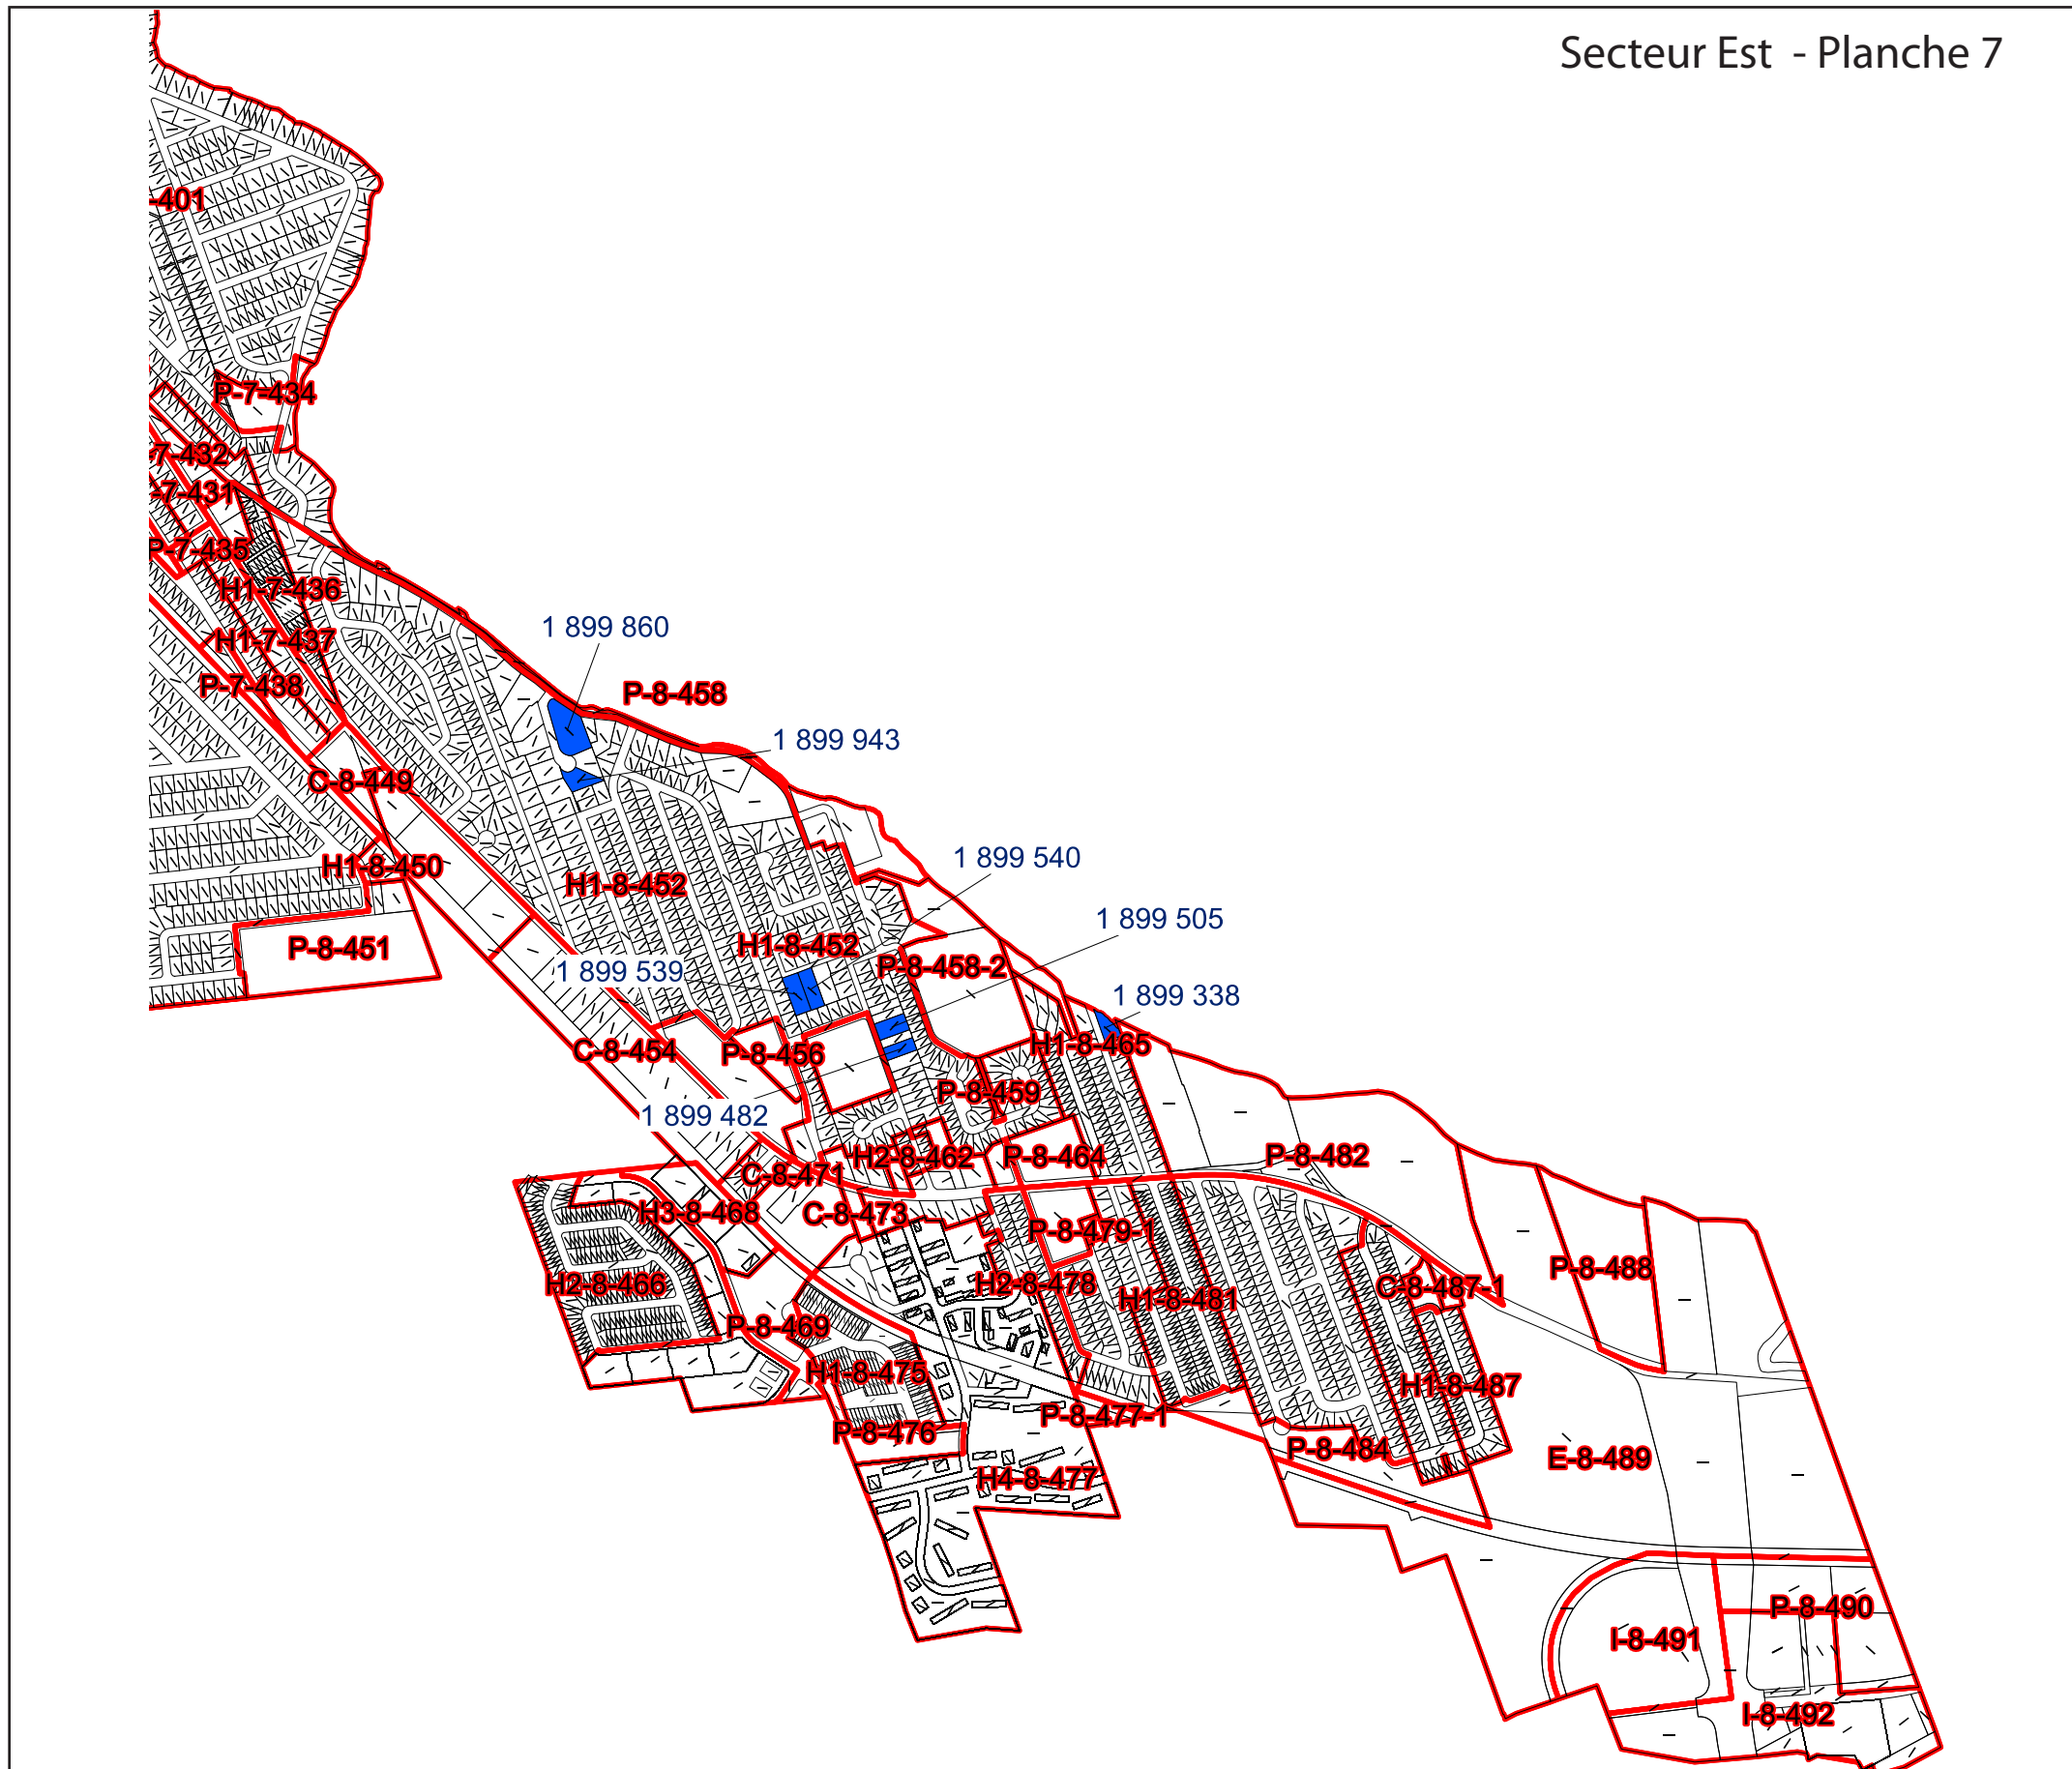 Secteur Est - Planche 7
-401
P-7-434
-7-432
-7-431
P-7-435
H1-7-436
1 899 860
H1-7-437
P-7-438
P-8-458
1 899 943
C-8-449
1 899 540
H1-8-450
H1-8-452
1 899 505
P-8-451
H1-8-452
P-8-458-2
1 899 539
1 899 338
H1-8-465
C-8-454
P-8-456
P-8-459
1 899 482
H2-8-462
P-8-464
P-8-482
C-8-471
H3-8-468
C-8-473
P-8-479-1
P-8-488
H2-8-466
H2-8-478
C-8-487-1
H1-8-481
P-8-469
H1-8-475
H1-8-487
P-8-477-1
P-8-476
P-8-484
E-8-489
H4-8-477
P-8-490
I-8-491
I-8-492